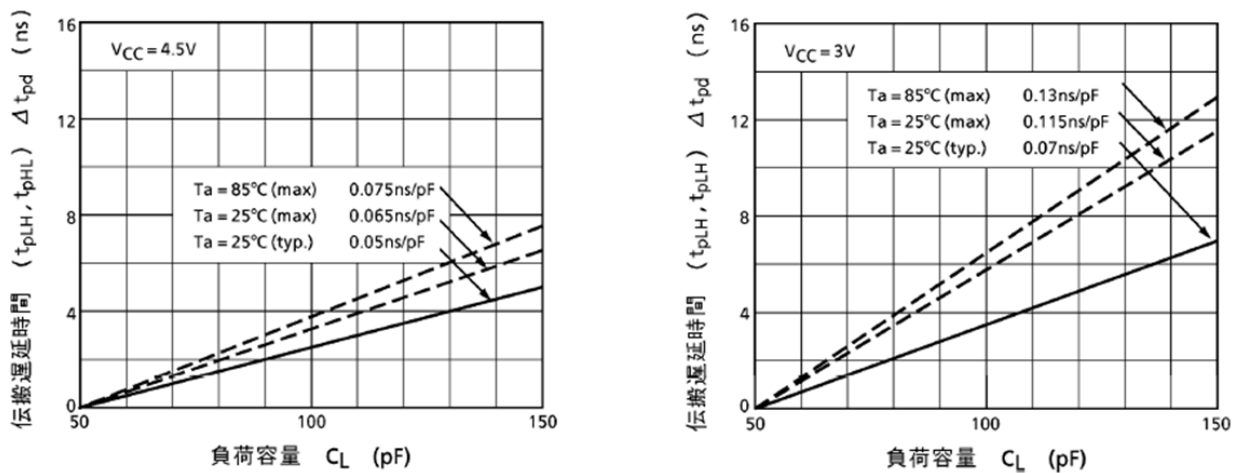 伝搬遅延時間 (tpLH , tpHL) Δtpd (ns)
16
12
8
4
0
VCC = 4.5V
Ta = 85°C (max) 0.075ns/pF
Ta = 25°C (max) 0.065ns/pF
Ta = 25°C (typ.) 0.05ns/pF
50
100
150
負荷容量 CL (pF)
伝搬遅延時間 (tpLH , tpLH) Δtpd (ns)
16
12
8
4
0
VCC = 3V
Ta = 85°C (max) 0.13ns/pF
Ta = 25°C (max) 0.115ns/pF
Ta = 25°C (typ.) 0.07ns/pF
50
100
150
負荷容量 CL (pF)